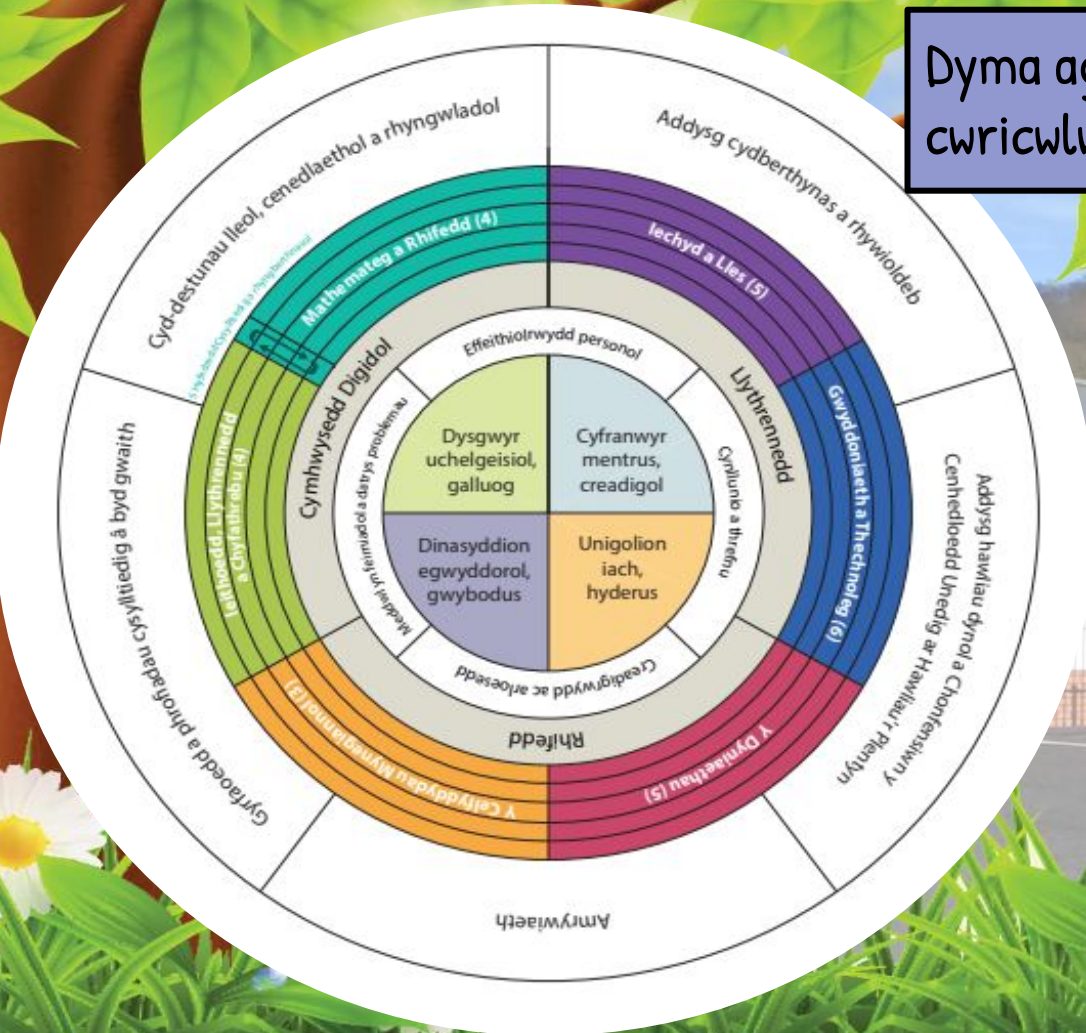 Dyma
cwricwlw
Cyd-destunau lleol, cenedlaethol a rhyngwladol
Addysg cydberthynas a rhywioldeb
Addysg hawliau dynol a Chonfensiwn y
Cenhedloedd Unedig ar Hawliau'r Plentyn
Amrywiaeth
Gyrfaoedd a phrofiadau cysylltiedig â byd gwaith
Mathemateg a Rhifedd (4)
Iechyd a Lles (5)
Gwyddoniaeth a Thechnoleg (6)
Y Dyniaethau (5)
Y Celfyddydau Mynegiannol (3)
Ieithoedd, Llythrennedd
a Chyfathrebu (4)
Cymhwysedd Digidol
Llythrennedd
Rhifedd
Effeithiolrwydd personol
Cynllunio a threfnu
Creadigrwydd ac arloesedd
Meddwl yn feirniadol a datrys problemau
Dysgwyr
uchelgeisiol,
galluog
Cyfranwyr
mentrus,
creadigol
Dinasyddion
egwyddorol,
gwybodus
Unigolion
iach,
hyderus